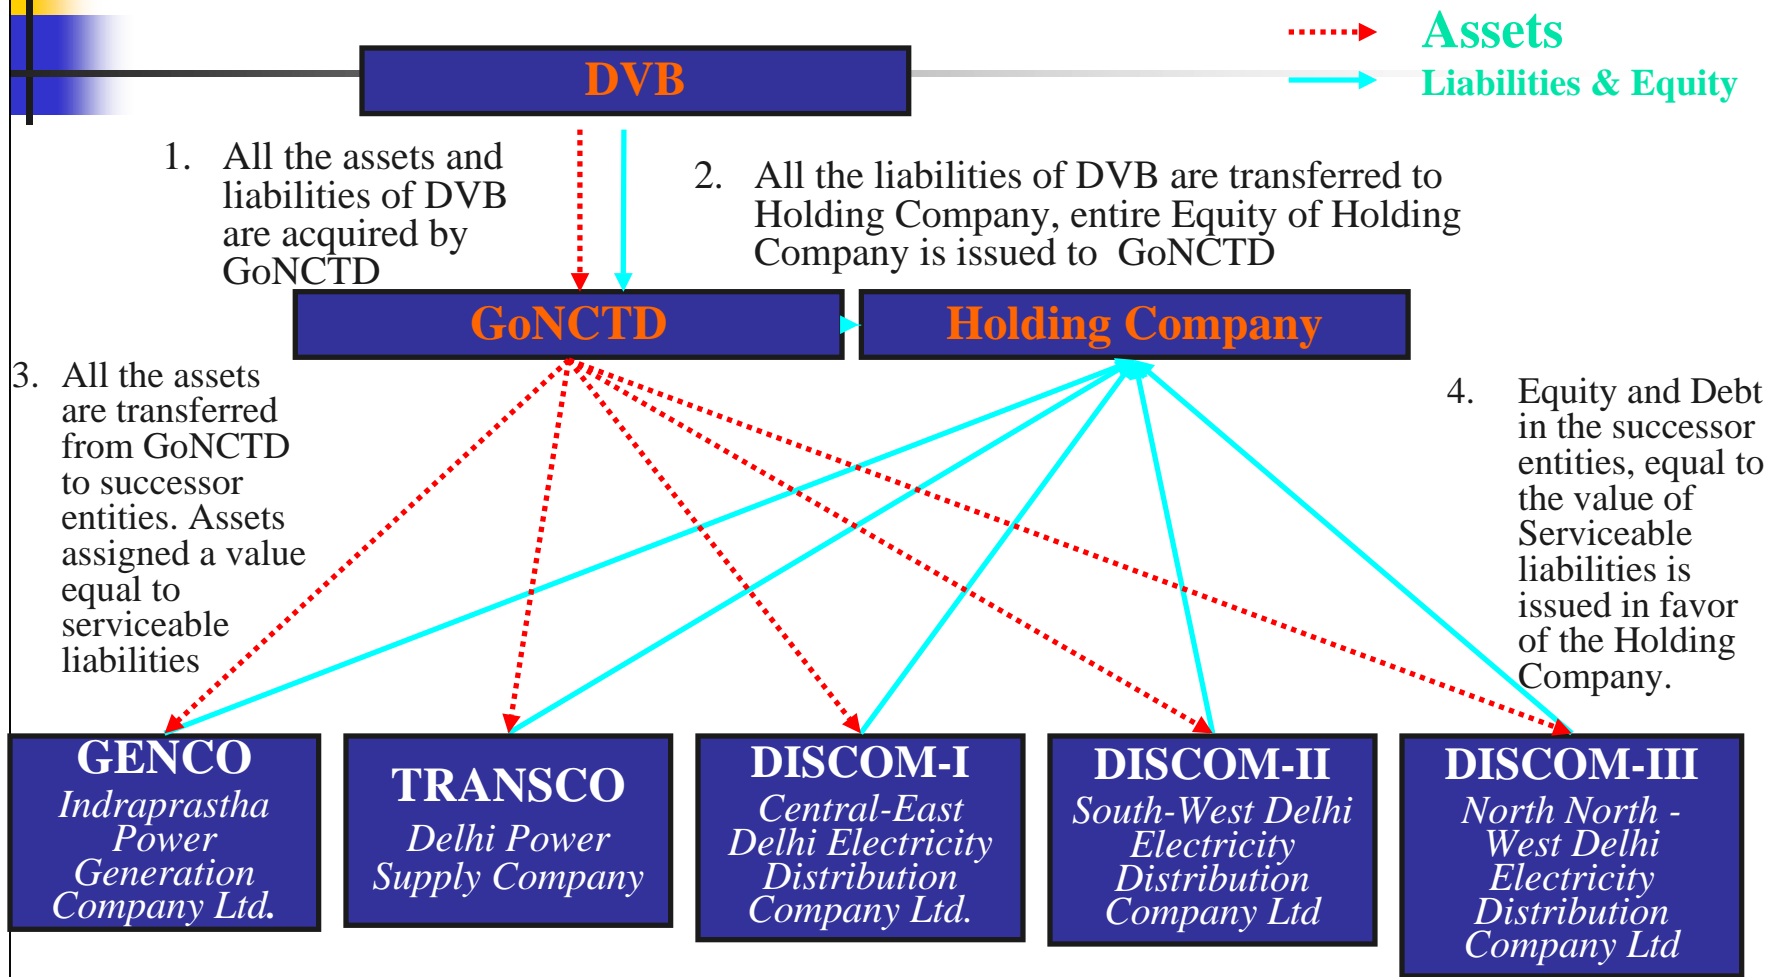 Assets
Liabilities & Equity
DVB
1. All the assets and
liabilities of DVB
are acquired by
GoNCTD
2. All the liabilities of DVB are transferred to
Holding Company, entire Equity of Holding
Company is issued to GoNCTD
GoNCTD
Holding Company
3. All the assets
are transferred
from GoNCTD
to successor
entities. Assets
assigned a value
equal to
serviceable
liabilities
4. Equity and Debt
in the successor
entities, equal to
the value of
Serviceable
liabilities is
issued in favor
of the Holding
Company.
GENCO
Indraprastha
Power
Generation
Company Ltd.
TRANSCO
Delhi Power
Supply Company
DISCOM-I
Central-East
Delhi Electricity
Distribution
Company Ltd.
DISCOM-II
South-West Delhi
Electricity
Distribution
Company Ltd
DISCOM-III
North North -
West Delhi
Electricity
Distribution
Company Ltd